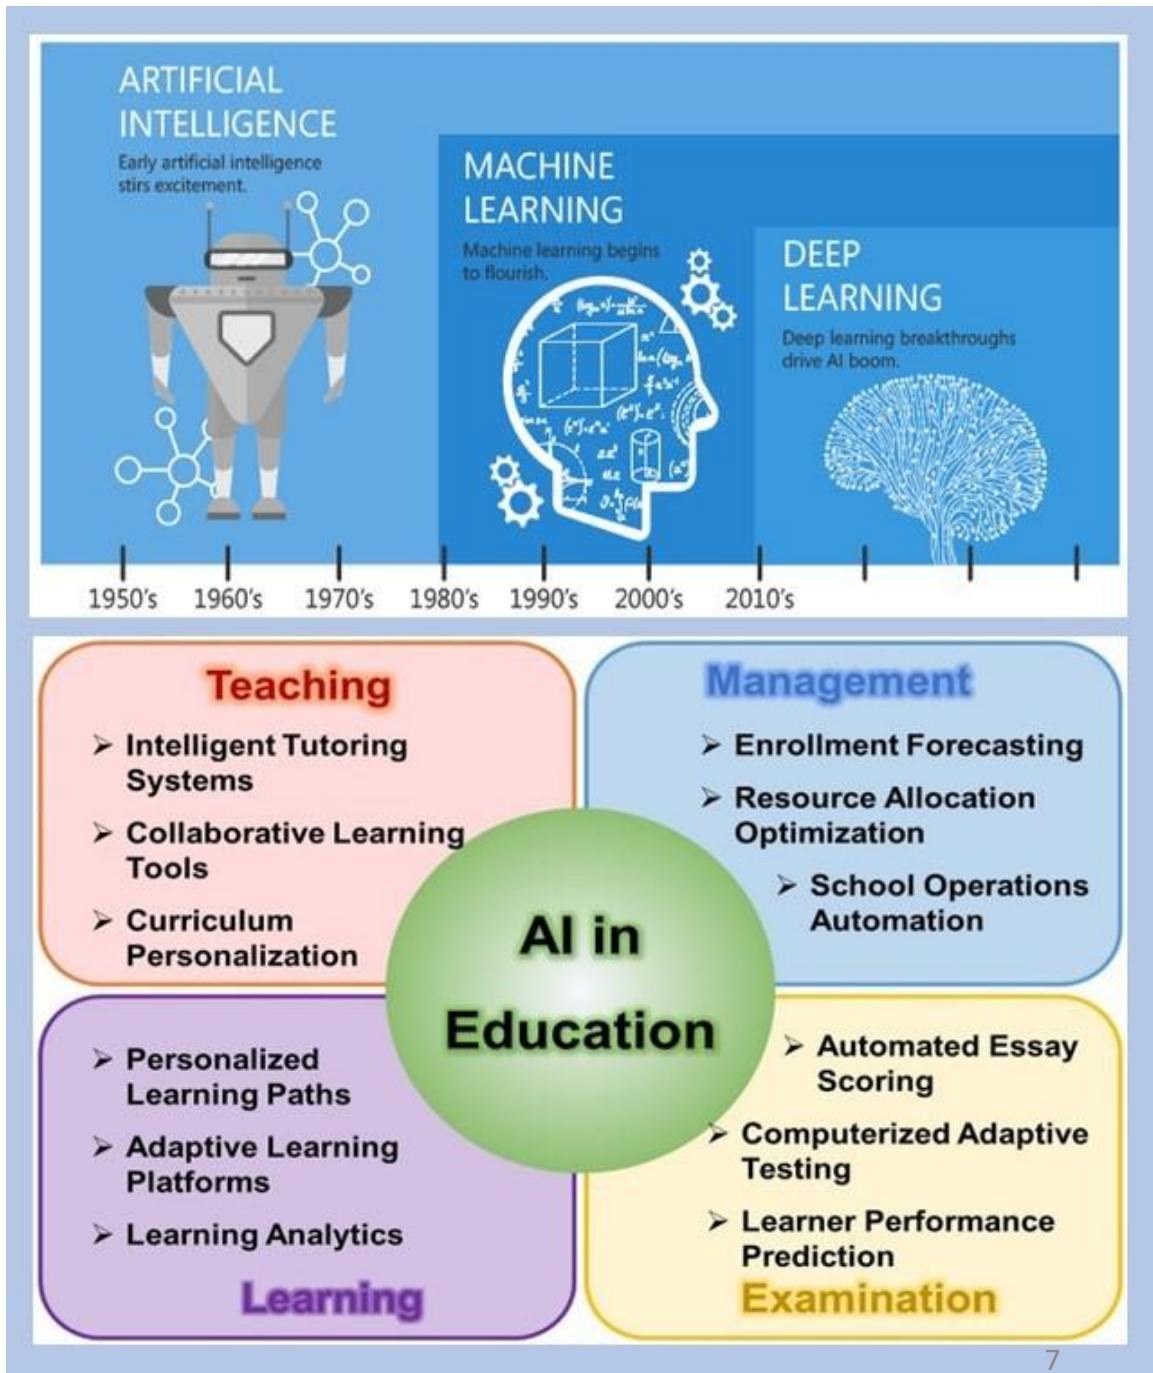 ARTIFICIAL
INTELLIGENCE
Early artificial intelligence
stirs excitement.
MACHINE
LEARNING
Machine learning begins
to flourish.
DEEP
LEARNING
Deep learning breakthroughs
drive AI boom.
1950's 1960's 1970's 1980's 1990's 2000's 2010's
Teaching
➢ Intelligent Tutoring
Systems
➢ Collaborative Learning
Tools
➢ Curriculum
Personalization
Management
➢ Enrollment Forecasting
➢ Resource Allocation
Optimization
➢ School Operations
Automation
AI in
Education
➢ Personalized
Learning Paths
➢ Adaptive Learning
Platforms
➢ Learning Analytics
Learning
➢ Automated Essay
Scoring
➢ Computerized Adaptive
Testing
➢ Learner Performance
Prediction
Examination
7